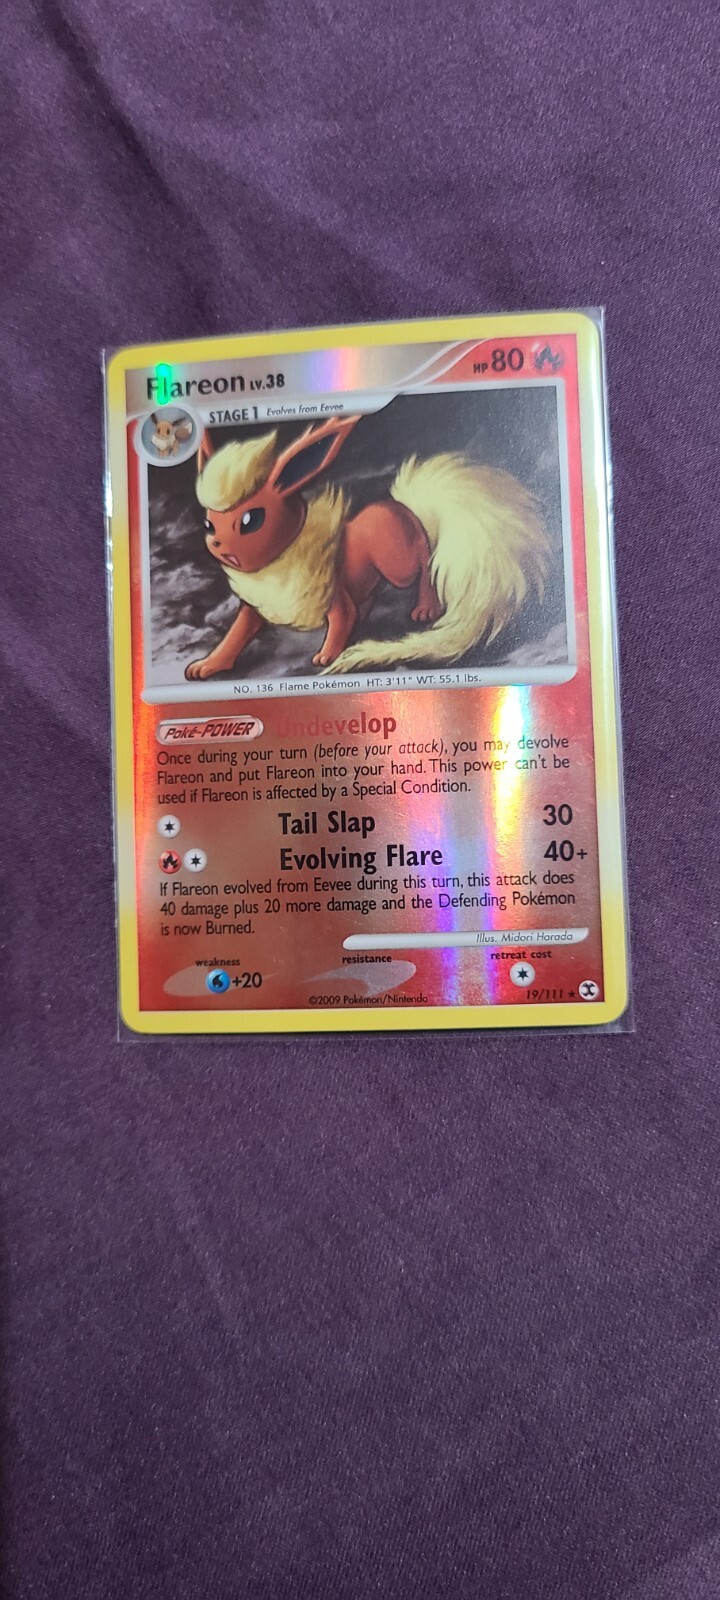 Flareon LV.38
HP 80
STAGE 1 Evolves from Eevee
NO. 136 Flame Pokémon HT: 3'11" WT: 55.1 lbs.
Poké-POWER Undevelop
Once during your turn (before your attack), you may devolve
Flareon and put Flareon into your hand. This power can't be
used if Flareon is affected by a Special Condition.
Tail Slap 30
Evolving Flare 40+
If Flareon evolved from Eevee during this turn, this attack does
40 damage plus 20 more damage and the Defending Pokémon
is now Burned.
Illus. Midori Harada
weakness resistance retreat cost
+20
©2009 Pokémon/Nintendo 19/111